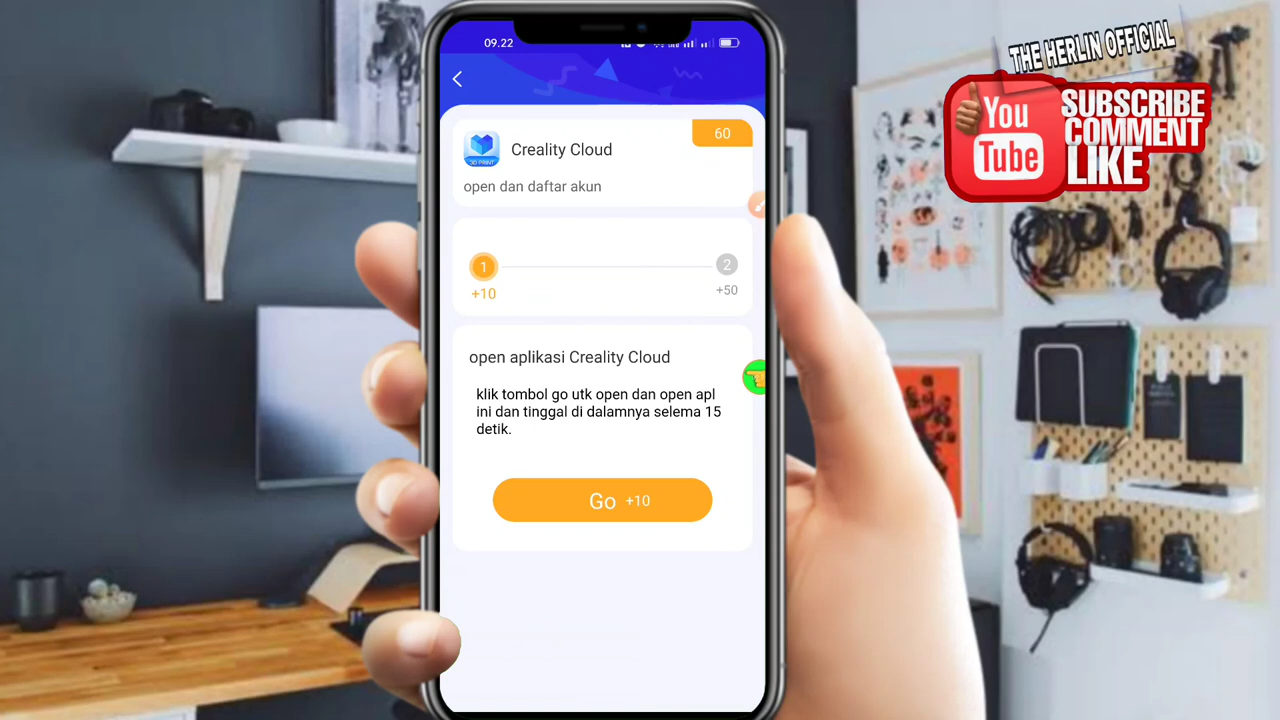 THE HERLIN OFFICIAL
You
Tube
SUBSCRIBE
COMMENT
LIKE
09.22
60
3D PRINT
Creality Cloud
open dan daftar akun
1
2
+10
+50
open aplikasi Creality Cloud
klik tombol go utk open dan open apl
ini dan tinggal di dalamnya selema 15
detik.
Go +10